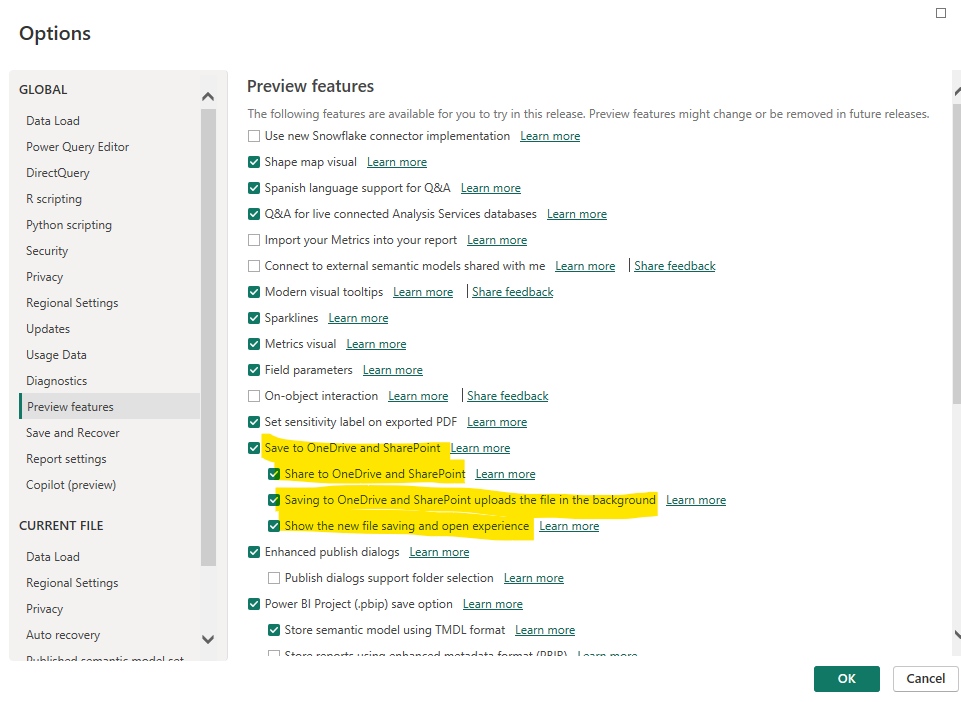 Options
GLOBAL
Data Load
Power Query Editor
DirectQuery
R scripting
Python scripting
Security
Privacy
Regional Settings
Updates
Usage Data
Diagnostics
Preview features
Save and Recover
Report settings
Copilot (preview)
CURRENT FILE
Data Load
Regional Settings
Privacy
Auto recovery
Published semantic model set
Preview features
The following features are available for you to try in this release. Preview features might change or be removed in future releases.
Use new Snowflake connector implementation Learn more
Shape map visual Learn more
Spanish language support for Q&A Learn more
Q&A for live connected Analysis Services databases Learn more
Import your Metrics into your report Learn more
Connect to external semantic models shared with me Learn more | Share feedback
Modern visual tooltips Learn more | Share feedback
Sparklines Learn more
Metrics visual Learn more
Field parameters Learn more
On-object interaction Learn more | Share feedback
Set sensitivity label on exported PDF Learn more
Save to OneDrive and SharePoint Learn more
Share to OneDrive and SharePoint Learn more
Saving to OneDrive and SharePoint uploads the file in the background Learn more
Show the new file saving and open experience Learn more
Enhanced publish dialogs Learn more
Publish dialogs support folder selection Learn more
Power BI Project (.pbip) save option Learn more
Store semantic model using TMDL format Learn more
Store reports using enhanced metadata format (PBIR) Learn more
OK
Cancel